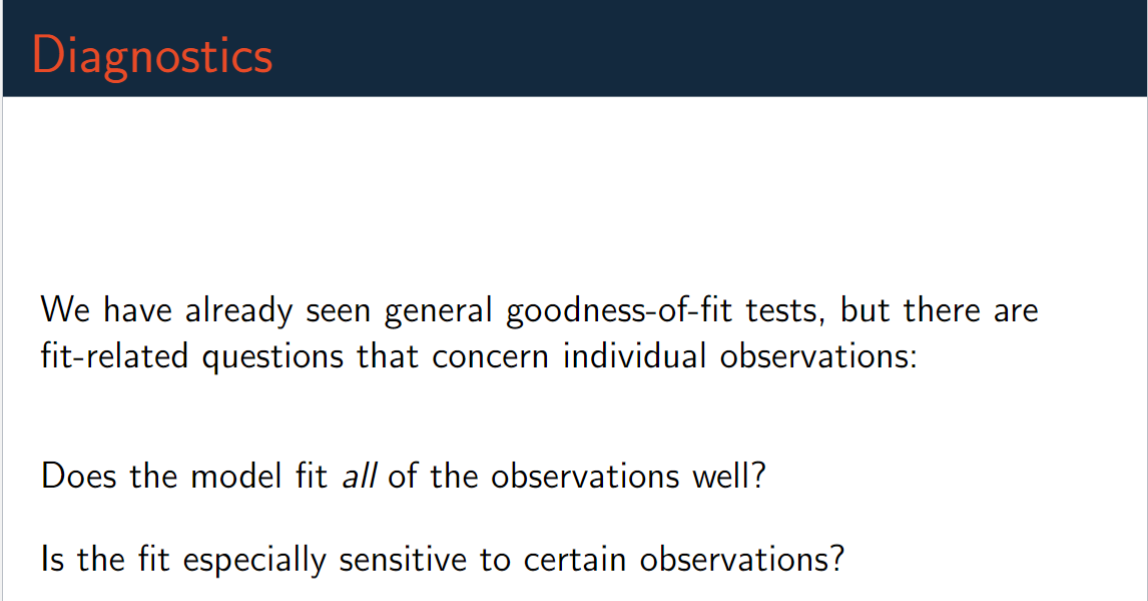 Diagnostics
We have already seen general goodness-of-fit tests, but there are
fit-related questions that concern individual observations:
Does the model fit all of the observations well?
Is the fit especially sensitive to certain observations?